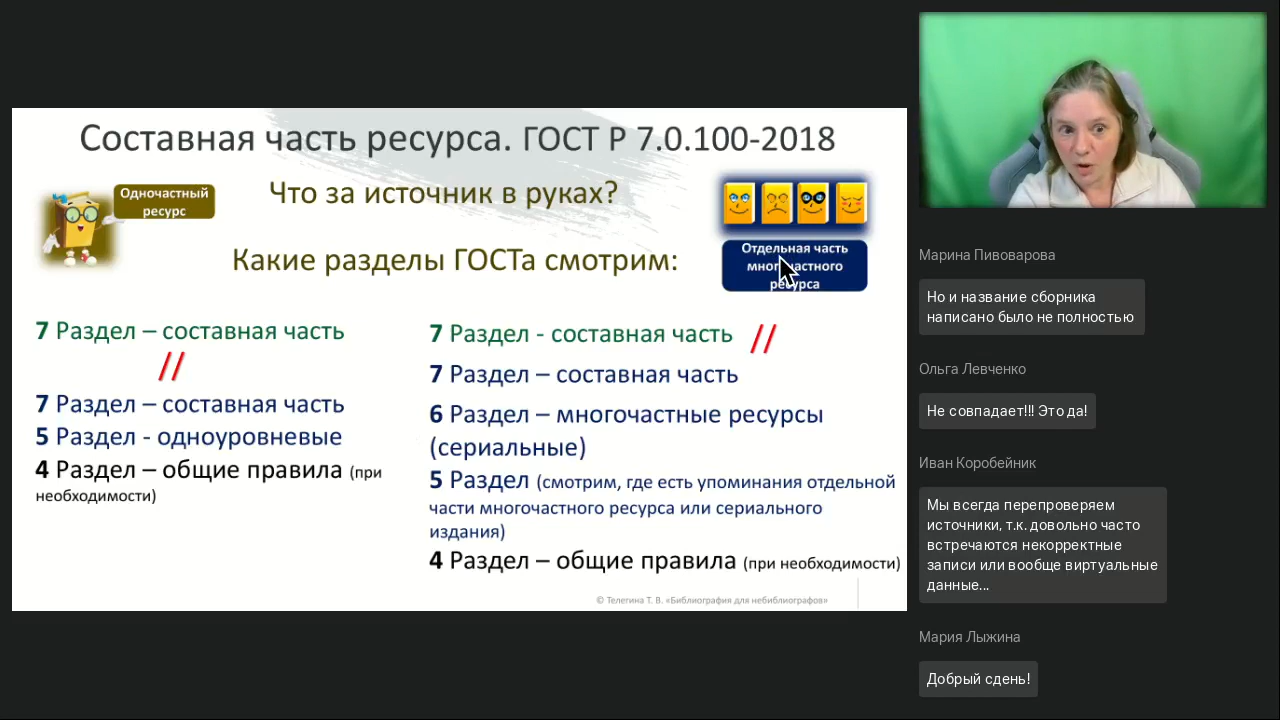 Составная часть ресурса. ГОСТ Р 7.0.100-2018
Одночастный
ресурс
Что за источник в руках?
Какие разделы ГОСТа смотрим:
Отдельная часть
многочастного
ресурса
7 Раздел – составная часть
//
7 Раздел – составная часть
5 Раздел - одноуровневые
4 Раздел – общие правила (при
необходимости)
7 Раздел - составная часть //
7 Раздел – составная часть
6 Раздел – многочастные ресурсы
(сериальные)
5 Раздел (смотрим, где есть упоминания отдельной
части многочастного ресурса или сериального
издания)
4 Раздел – общие правила (при необходимости)
© Телегина Т. В. «Библиография для небиблиографов»
Марина Пивоварова
Но и название сборника
написано было не полностью
Ольга Левченко
Не совпадает!!! Это да!
Иван Коробейник
Мы всегда перепроверяем
источники, т.к. довольно часто
встречаются некорректные
записи или вообще виртуальные
данные...
Мария Лыжина
Добрый сдень!